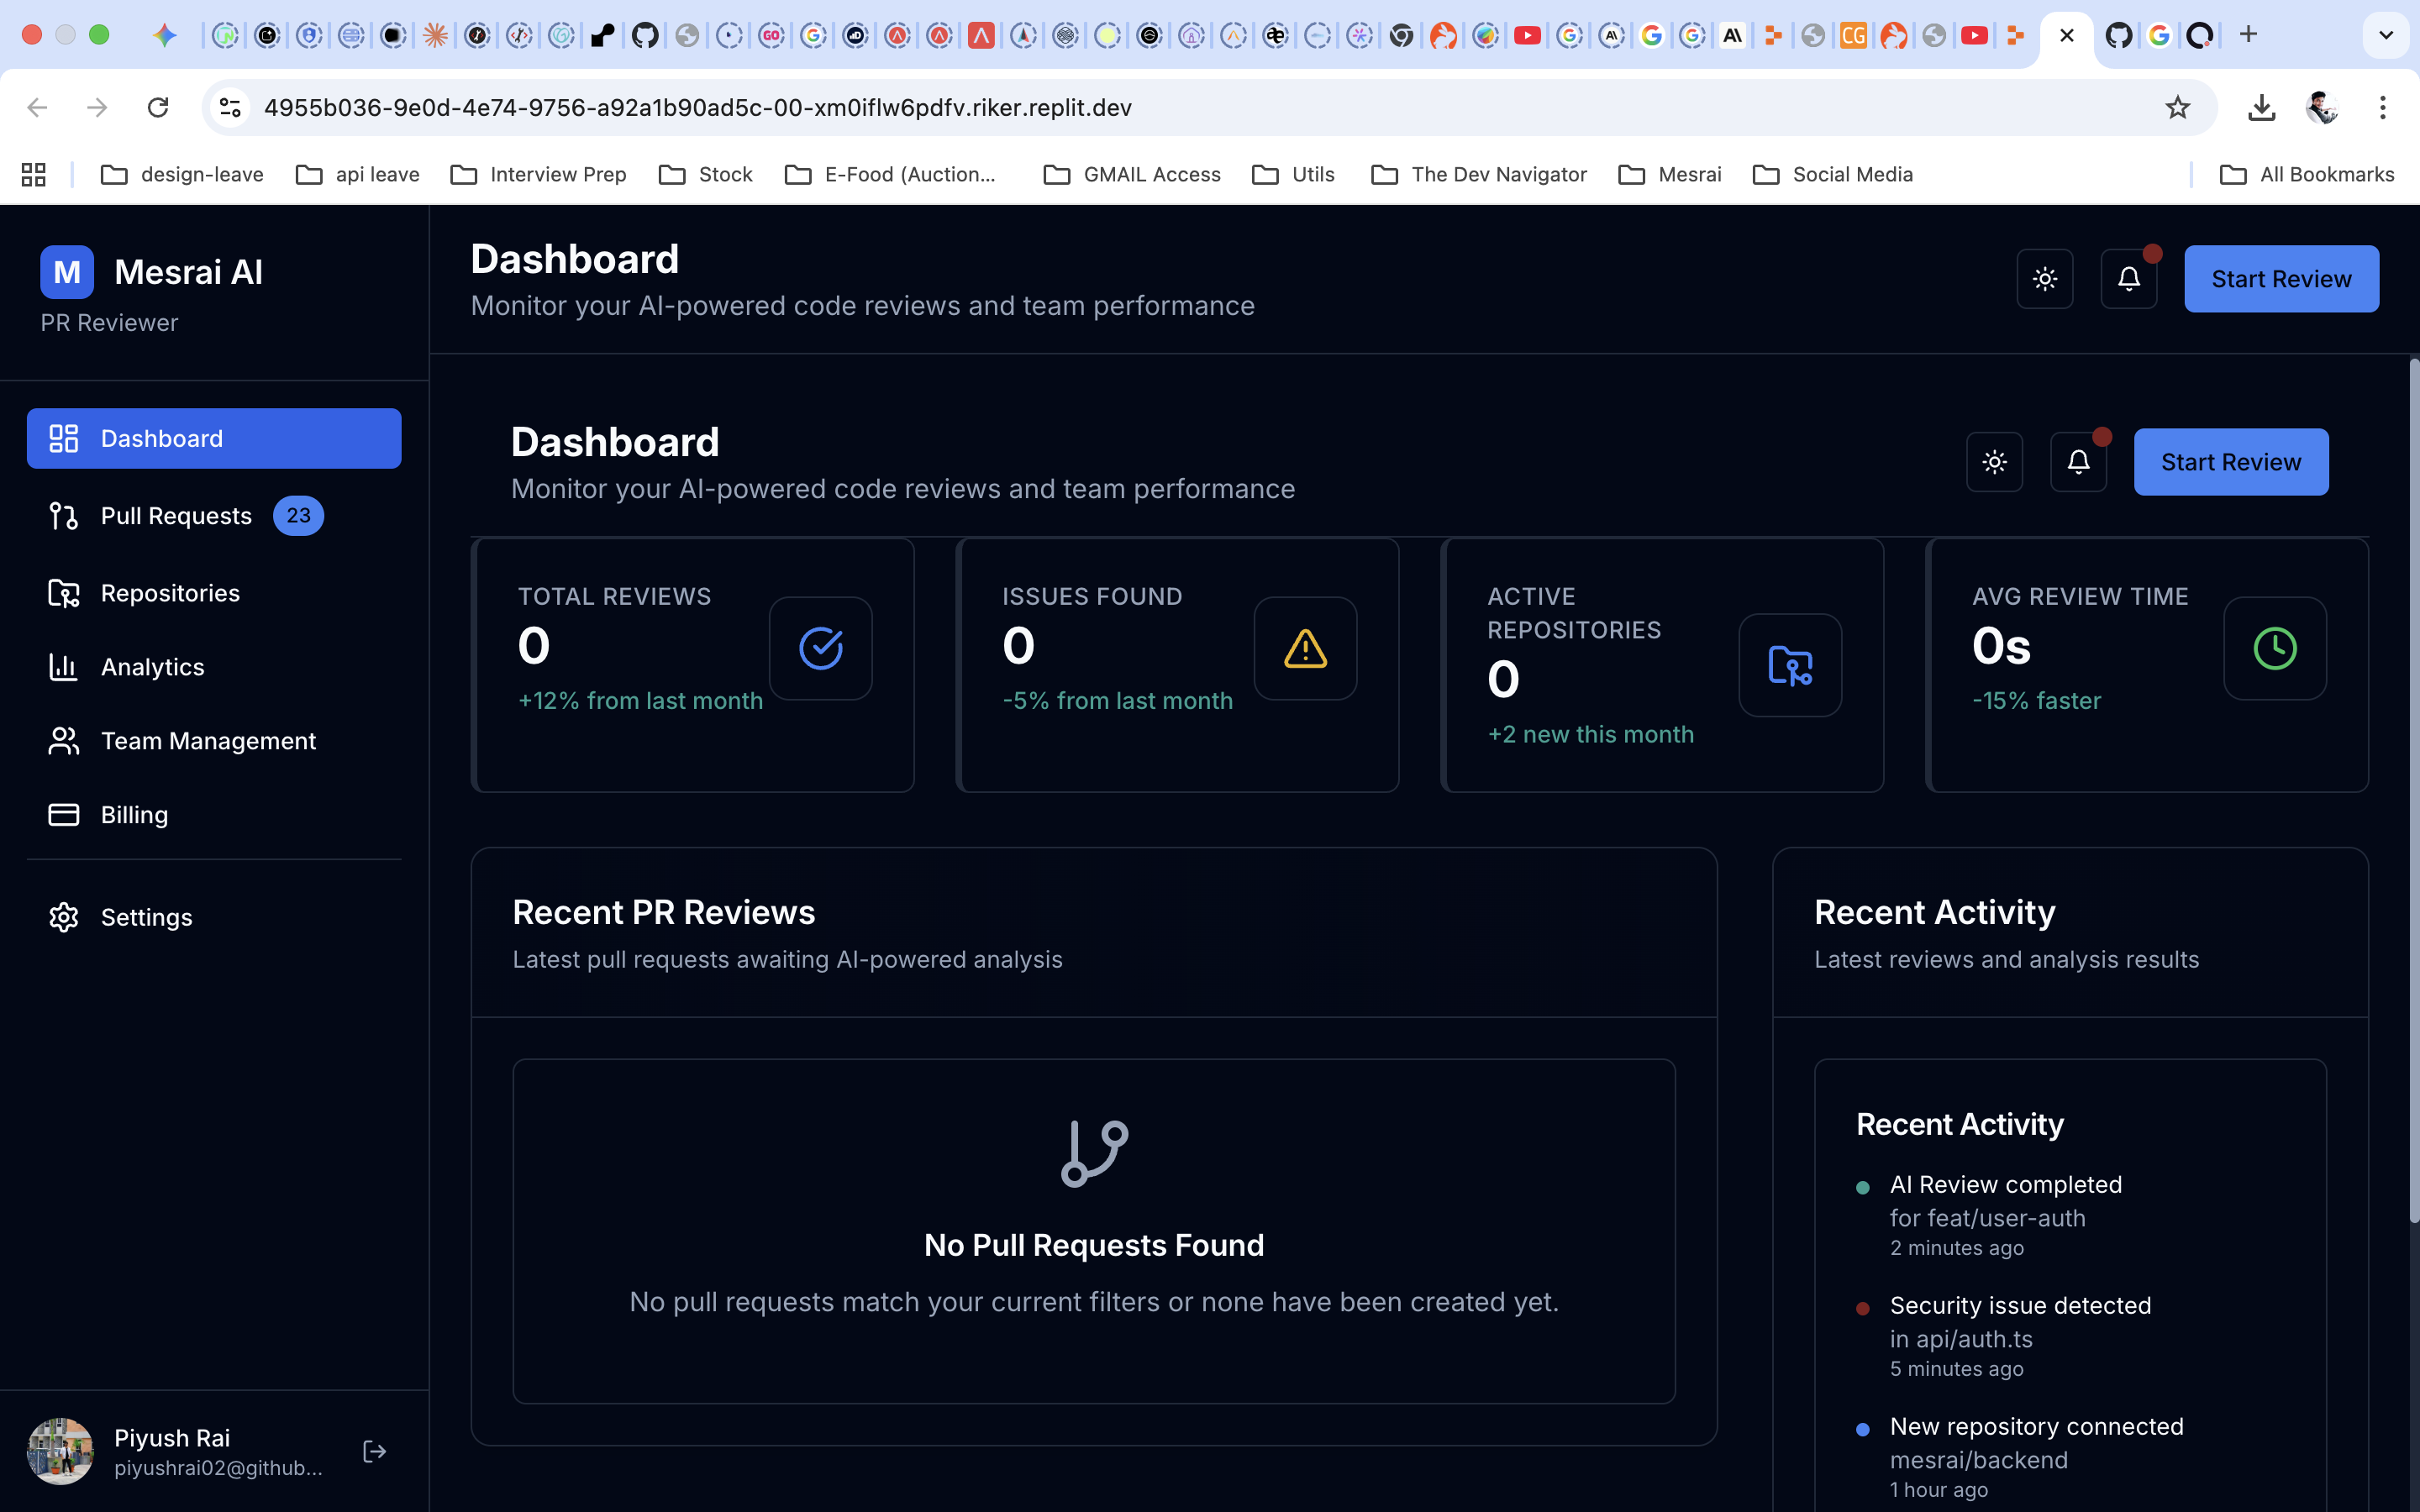 4955b036-9e0d-4e74-9756-a92a1b90ad5c-00-xm0iflw6pdfv.riker.replit.dev
design-leave
api leave
Interview Prep
Stock
E-Food (Auction...
GMAIL Access
Utils
The Dev Navigator
Mesrai
Social Media
All Bookmarks
M
Mesrai AI
PR Reviewer
Dashboard
Pull Requests 23
Repositories
Analytics
Team Management
Billing
Settings
Piyush Rai
piyushrai02@github...
Dashboard
Monitor your AI-powered code reviews and team performance
Start Review
Dashboard
Monitor your AI-powered code reviews and team performance
Start Review
TOTAL REVIEWS
0
+12% from last month
ISSUES FOUND
0
-5% from last month
ACTIVE
REPOSITORIES
0
+2 new this month
AVG REVIEW TIME
0s
-15% faster
Recent PR Reviews
Latest pull requests awaiting AI-powered analysis
No Pull Requests Found
No pull requests match your current filters or none have been created yet.
Recent Activity
Latest reviews and analysis results
Recent Activity
AI Review completed
for feat/user-auth
2 minutes ago
Security issue detected
in api/auth.ts
5 minutes ago
New repository connected
mesrai/backend
1 hour ago